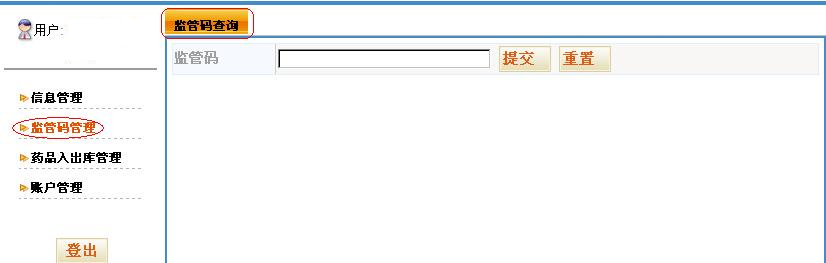 用户:
信息管理
监管码管理
药品入出库管理
账户管理
登出
监管码查询
监管码 提交 重置